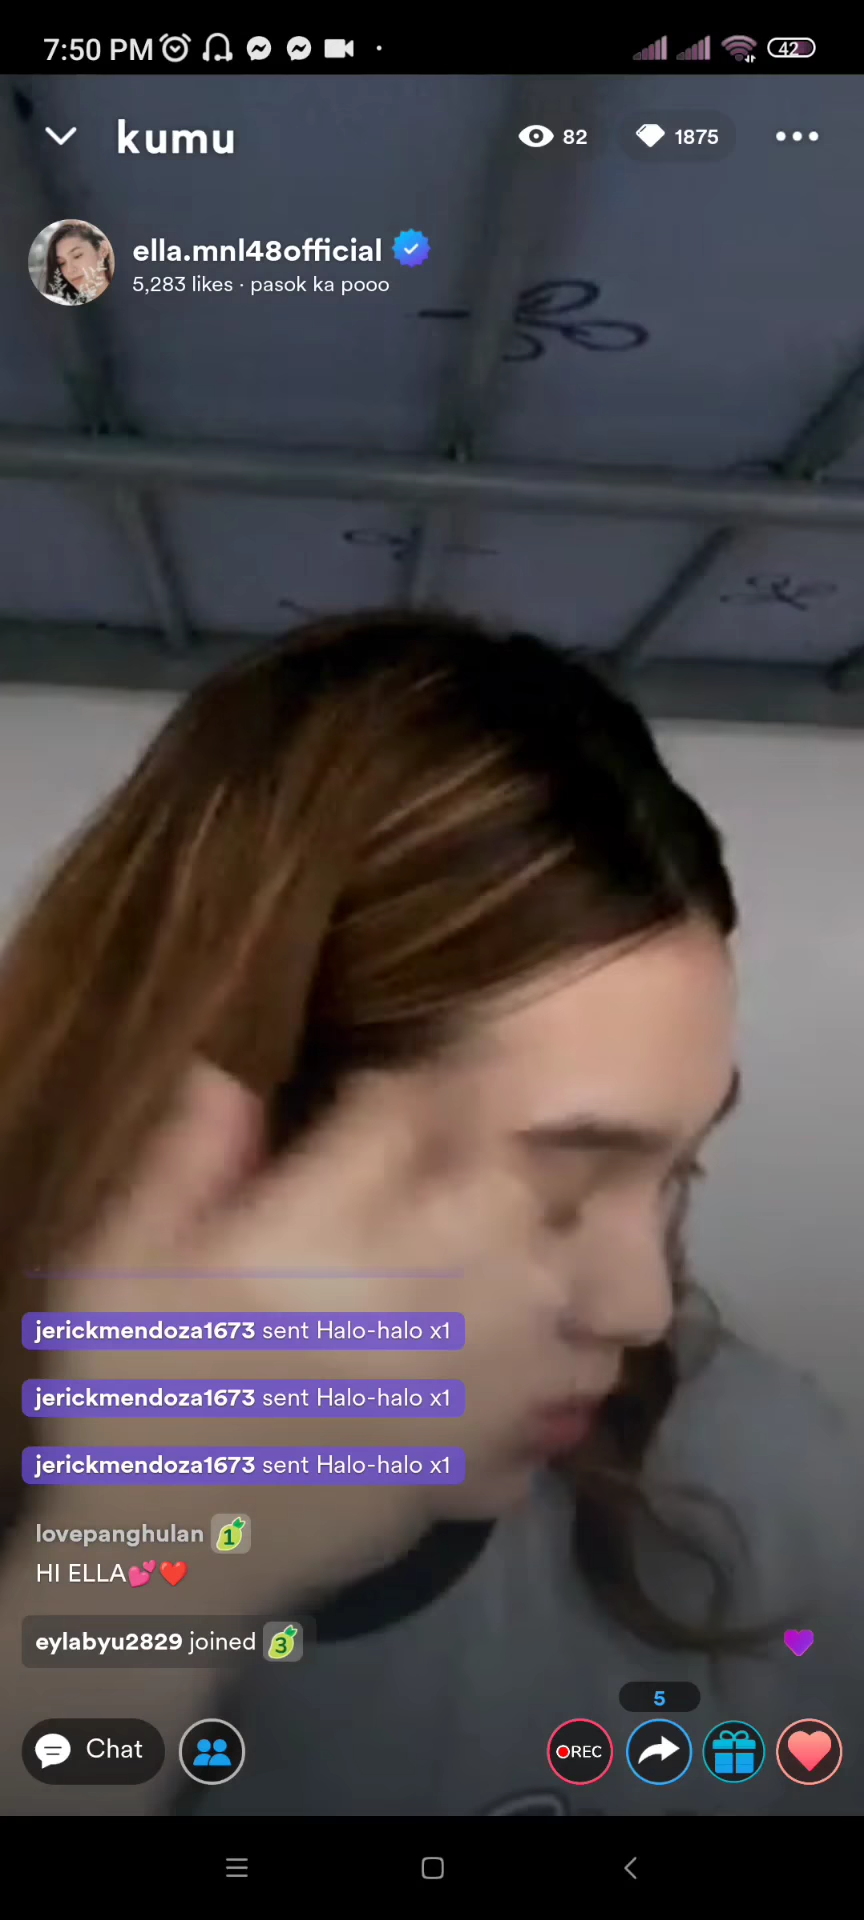 7:50 PM
42
kumu
82
1875
ella.mnl48official
5,283 likes · pasok ka pooo
jerickmendoza1673 sent Halo-halo x1
jerickmendoza1673 sent Halo-halo x1
jerickmendoza1673 sent Halo-halo x1
lovepanghulan 1
HI ELLA💕❤️
eylabyu2829 joined 3
5
Chat
REC